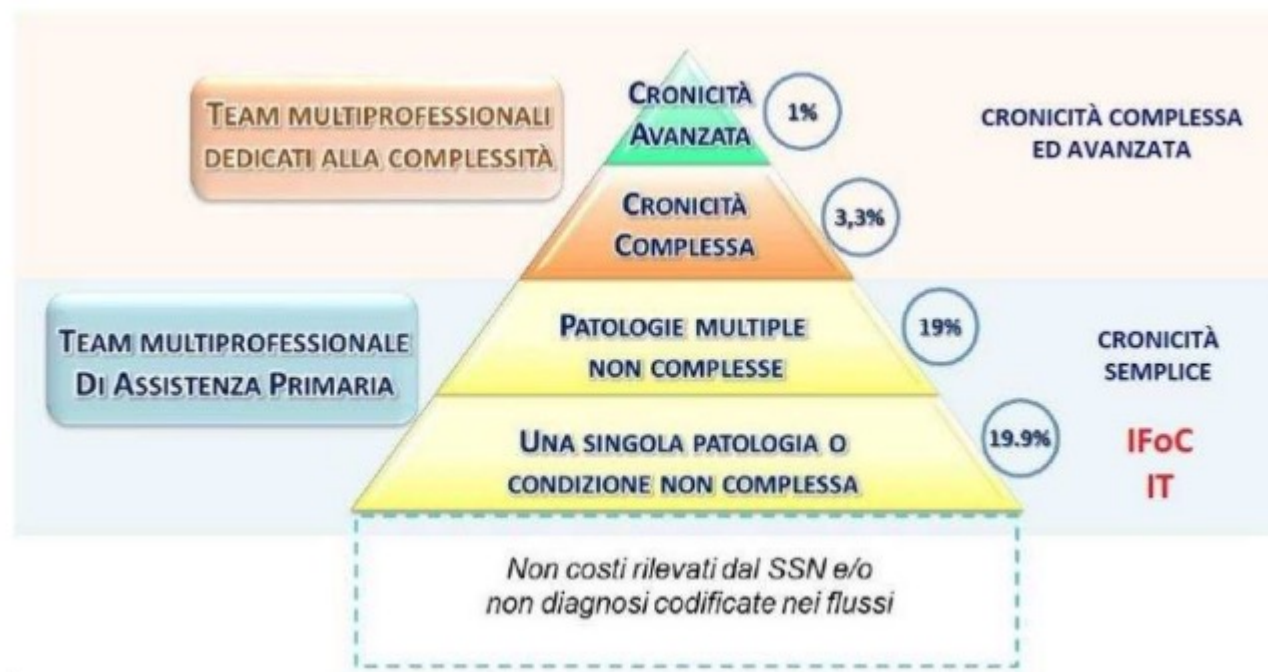 TEAM MULTIPROFESSIONALI
DEDICATI ALLA COMPLESSITÀ
CRONICITÀ
AVANZATA
1%
CRONICITÀ COMPLESSA
ED AVANZATA
CRONICITÀ
COMPLESSA
3,3%
TEAM MULTIPROFESSIONALE
DI ASSISTENZA PRIMARIA
PATOLOGIE MULTIPLE
NON COMPLESSE
19%
CRONICITÀ
SEMPLICE
UNA SINGOLA PATOLOGIA O
CONDIZIONE NON COMPLESSA
19.9%
IFoC
IT
Non costi rilevati dal SSN e/o
non diagnosi codificate nei flussi